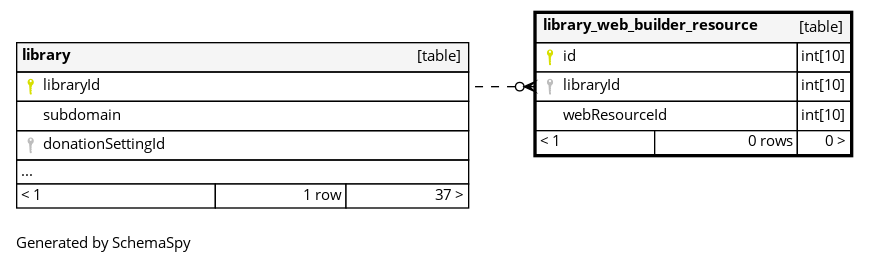 library [table]
libraryId
subdomain
donationSettingId
...
< 1 1 row 37 >
library_web_builder_resource [table]
id int[10]
libraryId int[10]
webResourceId int[10]
< 1 0 rows 0 >
Generated by SchemaSpy